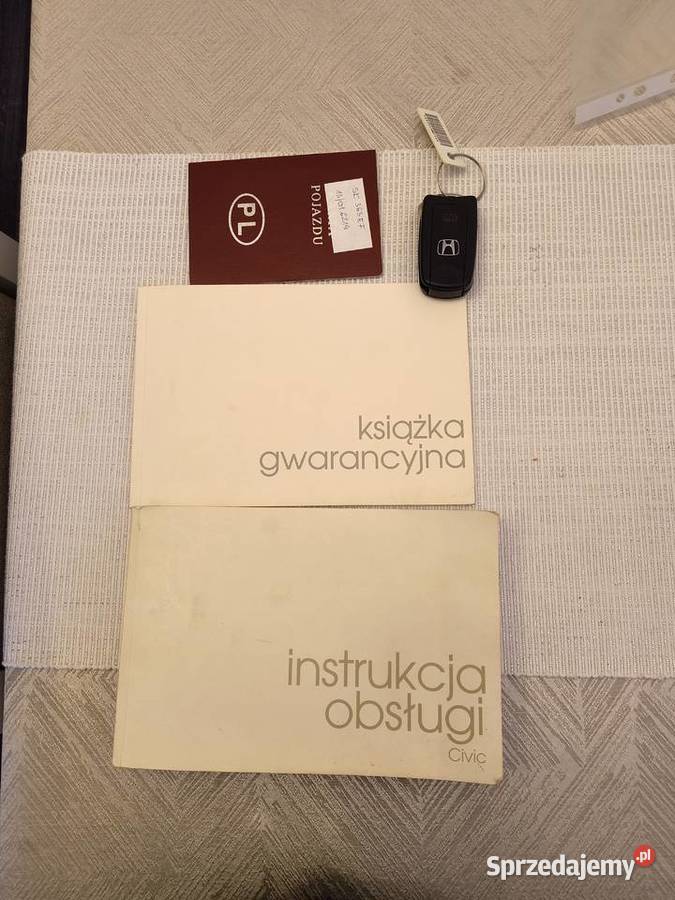 PL
POJAZDU
książka
gwarancyjna
instrukcja
obsługi
Civic
Sprzedajemy.pl